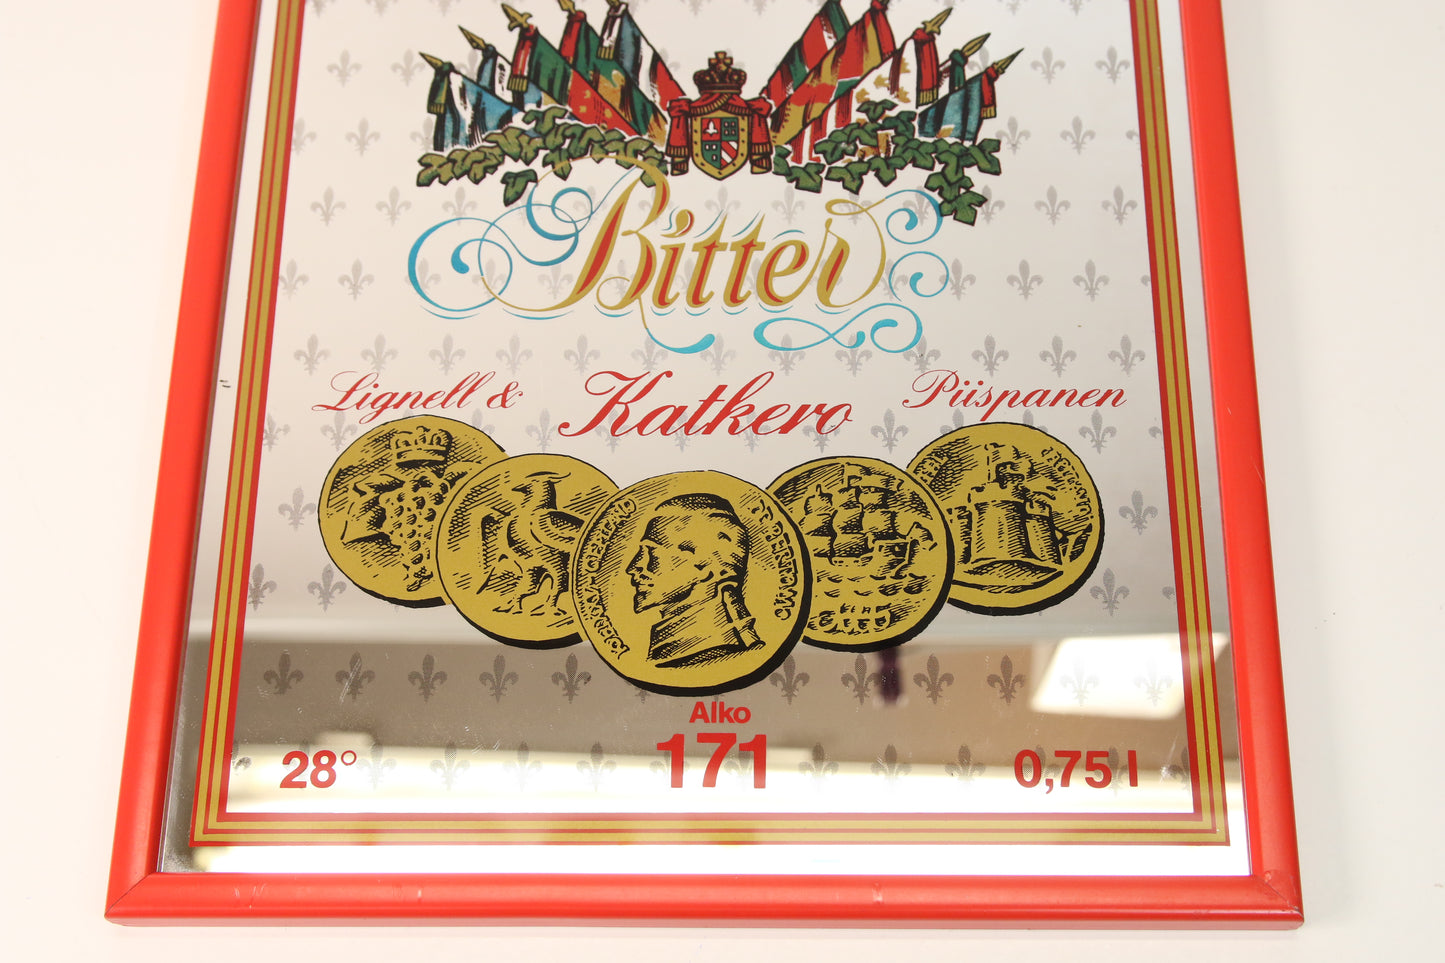 Bitter
Lignell & Katkero Piispanen
Alko
171
28° 0,75 l